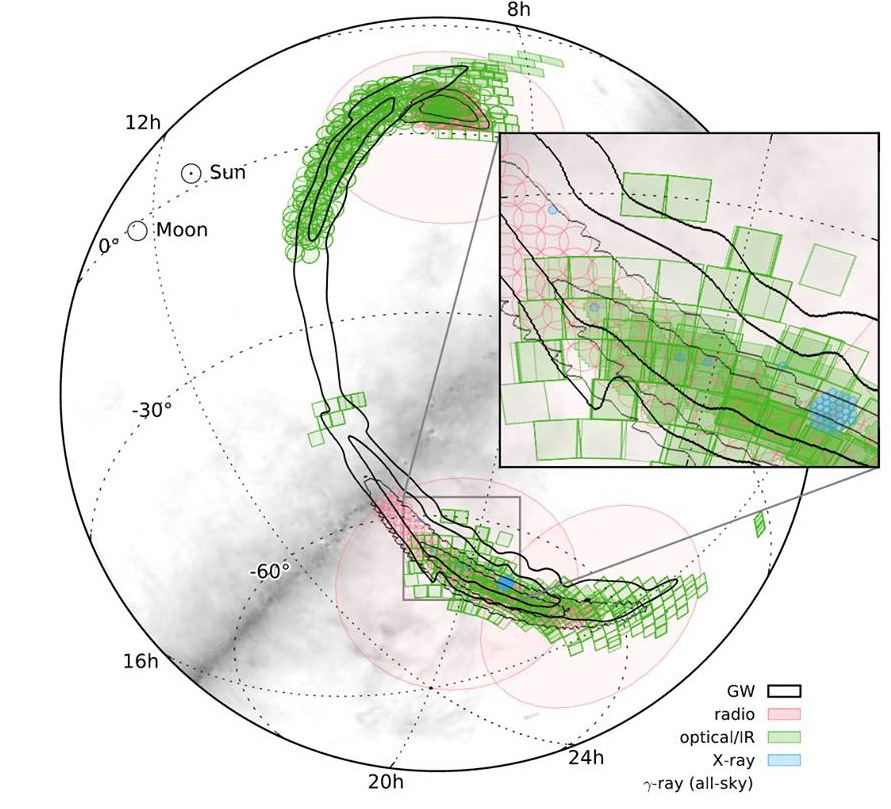 8h
12h
Sun
Moon
0°
-30°
-60°
16h
GW
radio
optical/IR
X-ray
γ-ray (all-sky)
24h
20h